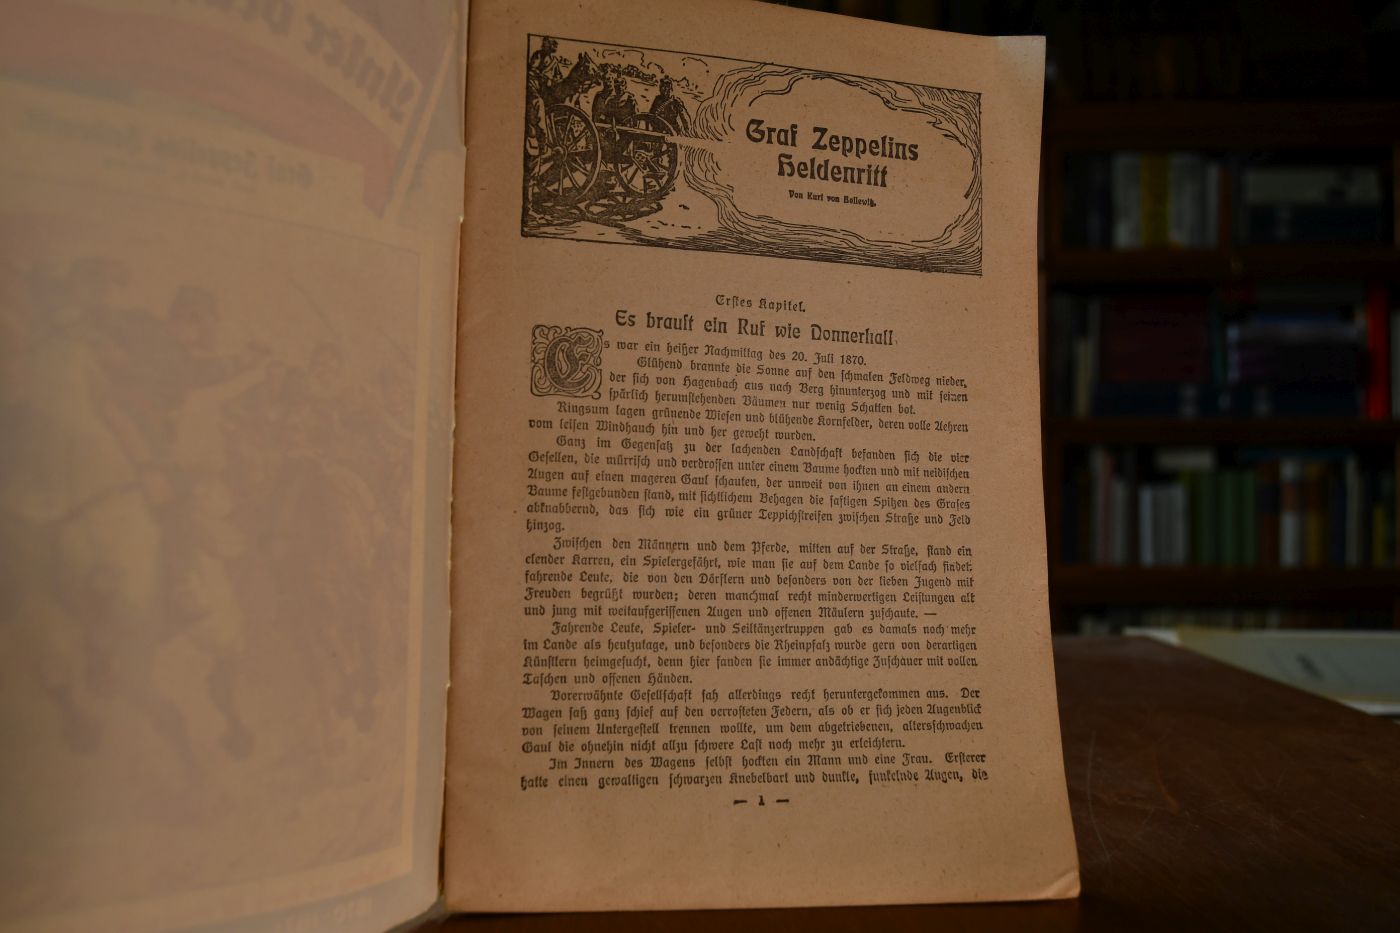 Graf Zeppelins
Heldenritt
Von Kurt von Bollewitz.
Erstes Kapitel.
Es braust ein Ruf wie Donnerhall.
Es war ein heißer Nachmittag des 20. Juli 1870.
Glühend brannte die Sonne auf den schmalen Feldweg nieder,
der sich von Hagenbach aus nach Berg hinunterzog und mit seinen
spärlich herumstehenden Bäumen nur wenig Schatten bot.
Ringsum lagen grünende Wiesen und blühende Kornfelder, deren volle Aehren
vom leisen Windhauch hin und her geweht wurden.
Ganz im Gegensatz zu der lachenden Landschaft befanden sich die vier
Gesellen, die mürrisch und verdrossen unter einem Baume hockten und mit neidischen
Augen auf einen mageren Gaul schauten, der unweit von ihnen an einem andern
Baume festgebunden stand, mit sichtlichem Behagen die saftigen Spitzen des Grases
abknabbernd, das sich wie ein grüner Teppichstreifen zwischen Straße und Feld
hinzog.
Zwischen den Männern und dem Pferde, mitten auf der Straße, stand ein
elender Karren, ein Spielergefährt, wie man sie auf dem Lande so vielfach findet:
fahrende Leute, die von den Dörflern und besonders von der lieben Jugend mit
Freuden begrüßt wurden; deren manchmal recht minderwertigen Leistungen alt
und jung mit weitaufgerissenen Augen und offenen Mäulern zuschaute. —
Fahrende Leute, Spieler- und Seiltänzertruppen gab es damals noch mehr
im Lande als heutzutage, und besonders die Rheinpfalz wurde gern von derartigen
Künstlern heimgesucht, denn hier fanden sie immer andächtige Zuschauer mit vollen
Taschen und offenen Händen.
Vorerwähnte Gesellschaft sah allerdings recht heruntergekommen aus. Der
Wagen saß ganz schief auf den verrosteten Federn, als ob er sich jeden Augenblick
von seinem Untergestell trennen wollte, um dem abgetriebenen, altersschwachen
Gaul die ohnehin nicht allzu schwere Last noch mehr zu erleichtern.
Im Innern des Wagens selbst hockten ein Mann und eine Frau. Ersterer
hatte einen gewaltigen schwarzen Knebelbart und dunkle, funkelnde Augen, die
— 1 —